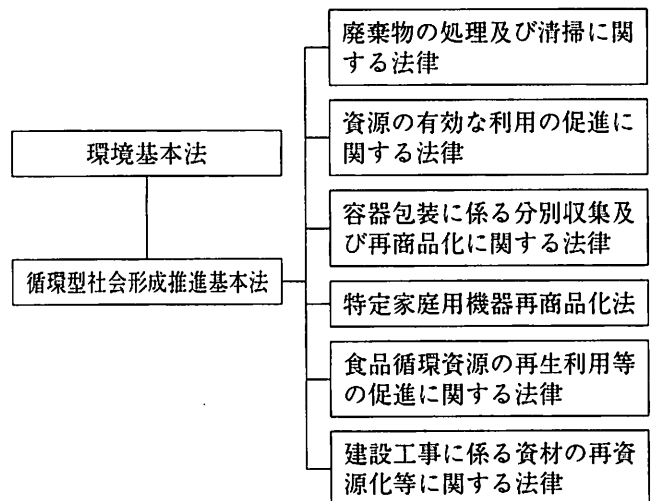 環境基本法
循環型社会形成推進基本法
廃棄物の処理及び清掃に関
する法律
資源の有効な利用の促進に
関する法律
容器包装に係る分別収集及
び再商品化に関する法律
特定家庭用機器再商品化法
食品循環資源の再生利用等
の促進に関する法律
建設工事に係る資材の再資
源化等に関する法律